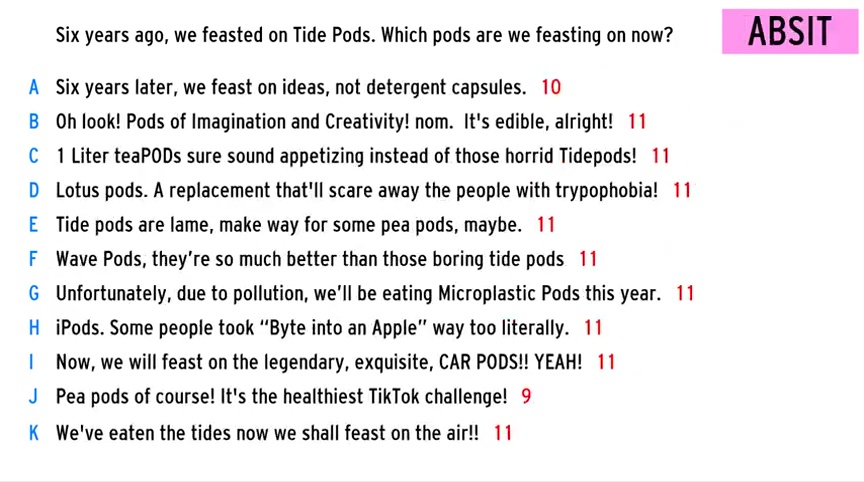 Six years ago, we feasted on Tide Pods. Which pods are we feasting on now?
ABSIT
A Six years later, we feast on ideas, not detergent capsules. 10
B Oh look! Pods of Imagination and Creativity! nom. It's edible, alright! 11
C 1 Liter teaPODs sure sound appetizing instead of those horrid Tidepods! 11
D Lotus pods. A replacement that'll scare away the people with trypophobia! 11
E Tide pods are lame, make way for some pea pods, maybe. 11
F Wave Pods, they’re so much better than those boring tide pods 11
G Unfortunately, due to pollution, we’ll be eating Microplastic Pods this year. 11
H iPods. Some people took “Byte into an Apple” way too literally. 11
I Now, we will feast on the legendary, exquisite, CAR PODS!! YEAH! 11
J Pea pods of course! It's the healthiest TikTok challenge! 9
K We've eaten the tides now we shall feast on the air!! 11